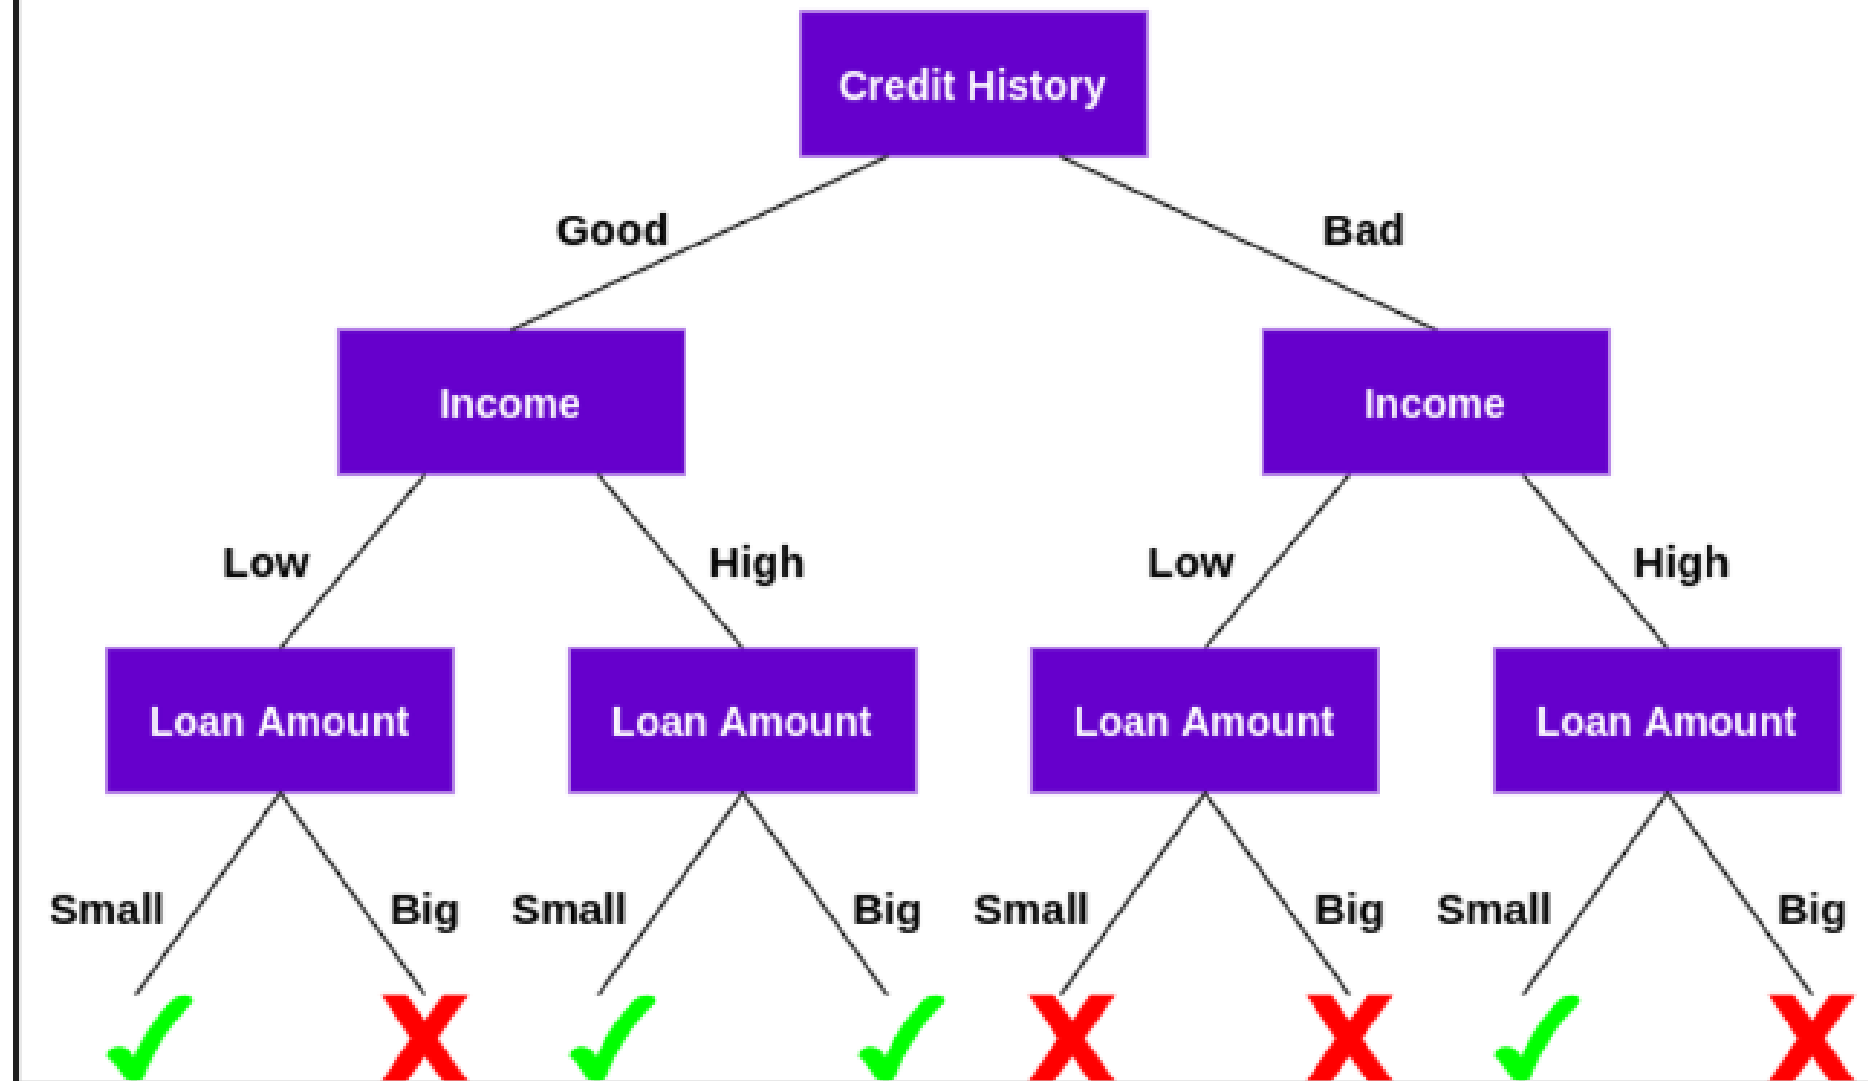 Credit History
Good
Bad
Income
Income
Low
High
Low
High
Loan Amount
Loan Amount
Loan Amount
Loan Amount
Small
Big
Small
Big
Small
Big
Small
Big